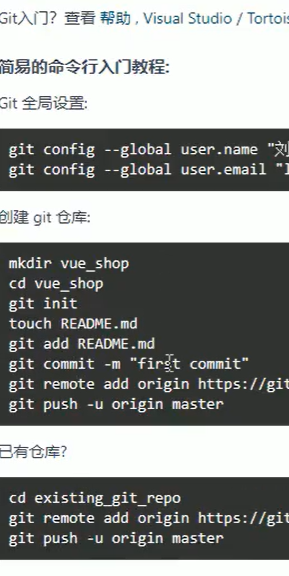 Git入门？查看 帮助 , Visual Studio /
简易的命令行入门教程:
Git 全局设置:
git config --global user.name "刘
git config --global user.email "
创建 git 仓库:
mkdir vue_shop
cd vue_shop
git init
touch README.md
git add README.md
git commit -m "first commit"
git remote add origin https://git
git push -u origin master
已有仓库?
cd existing_git_repo
git remote add origin https://git
git push -u origin master